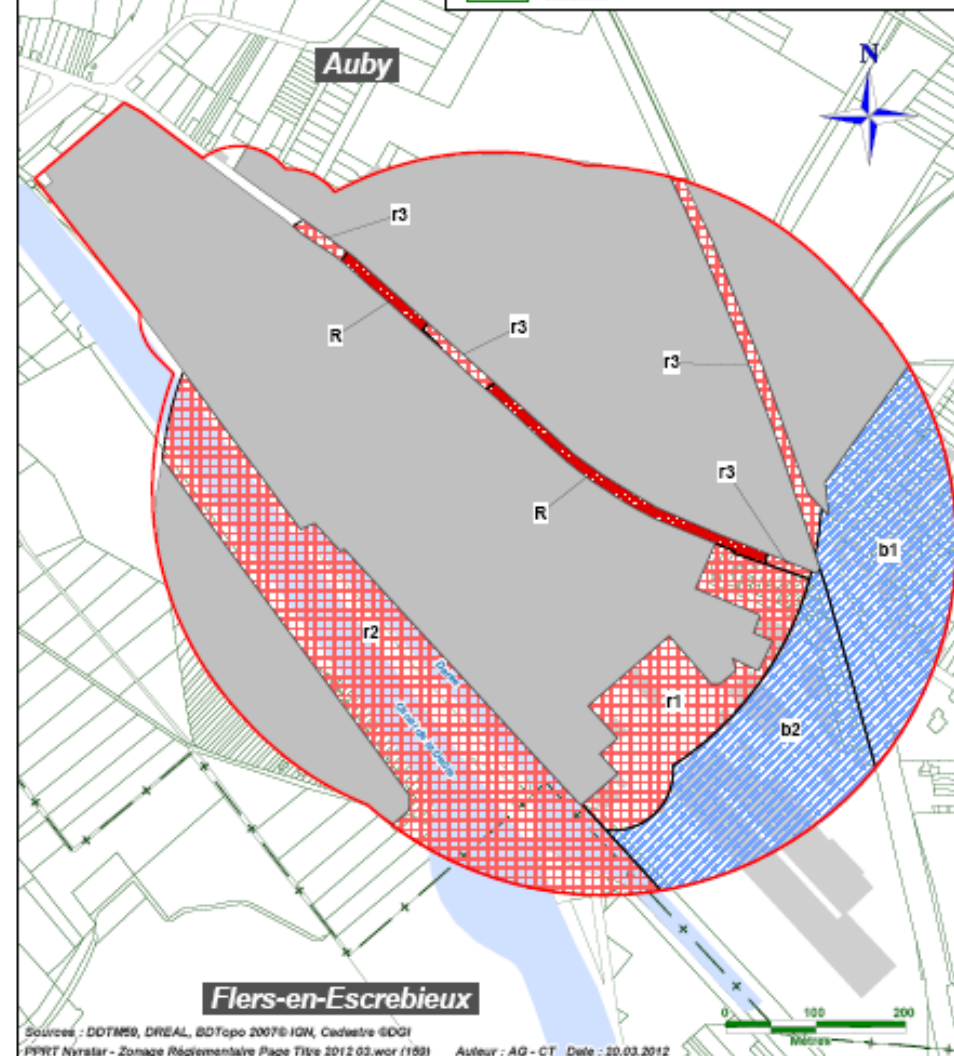 Auby
N
r3
R
r3
r3
r3
R
b1
r2
r1
b2
Flers-en-Escrebieux
0 100 200
Mètres
Sources : DDTM59, DREAL, BDTopo 2007© IGN, Cadastre ©DGI
PPRT Nyrstar - Zonage Réglementaire Page Titre 2012 03.wor (159) Auteur : AG - CT Date : 20.03.2012